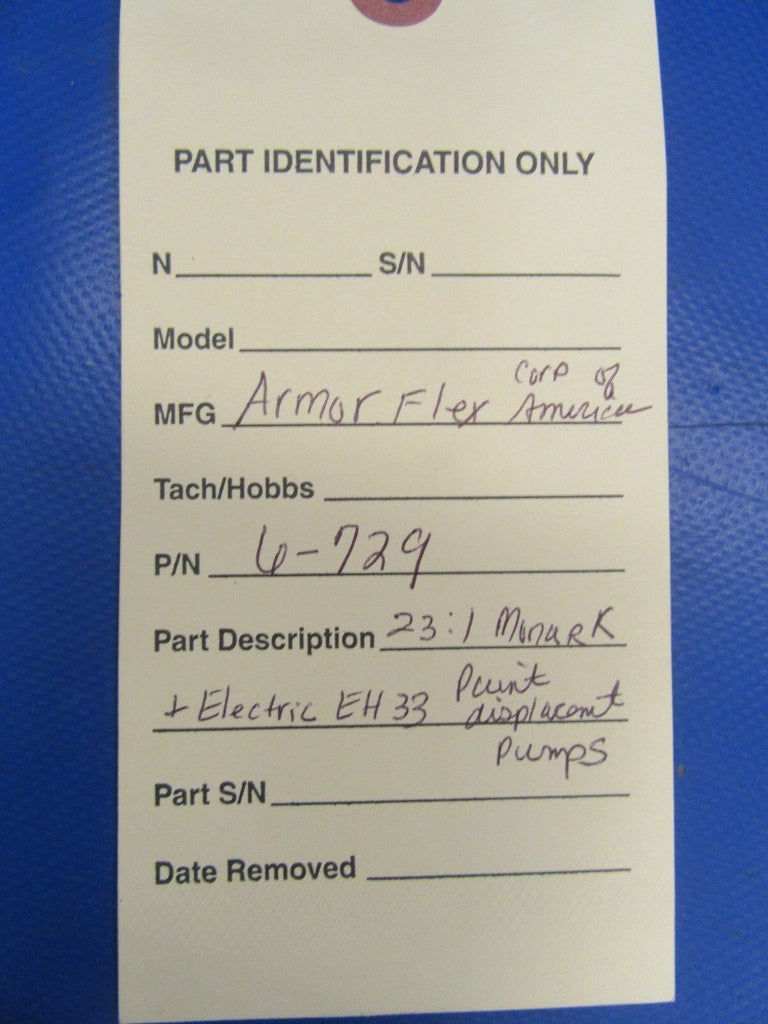 PART IDENTIFICATION ONLY
N S/N
Model
MFG Armor Flex Corp of America
Tach/Hobbs
P/N 6-729
Part Description 23:1 Monark
+ Electric EH 33 Paint displacemt
Pumps
Part S/N
Date Removed